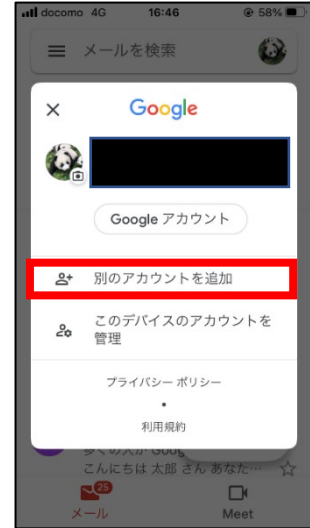 docomo 4G 16:46 58%
メールを検索
Google
Google アカウント
別のアカウントを追加
このデバイスのアカウントを
管理
プライバシー ポリシー
•
利用規約
こんにちは 太郎 さん あなた…
25
メール Meet